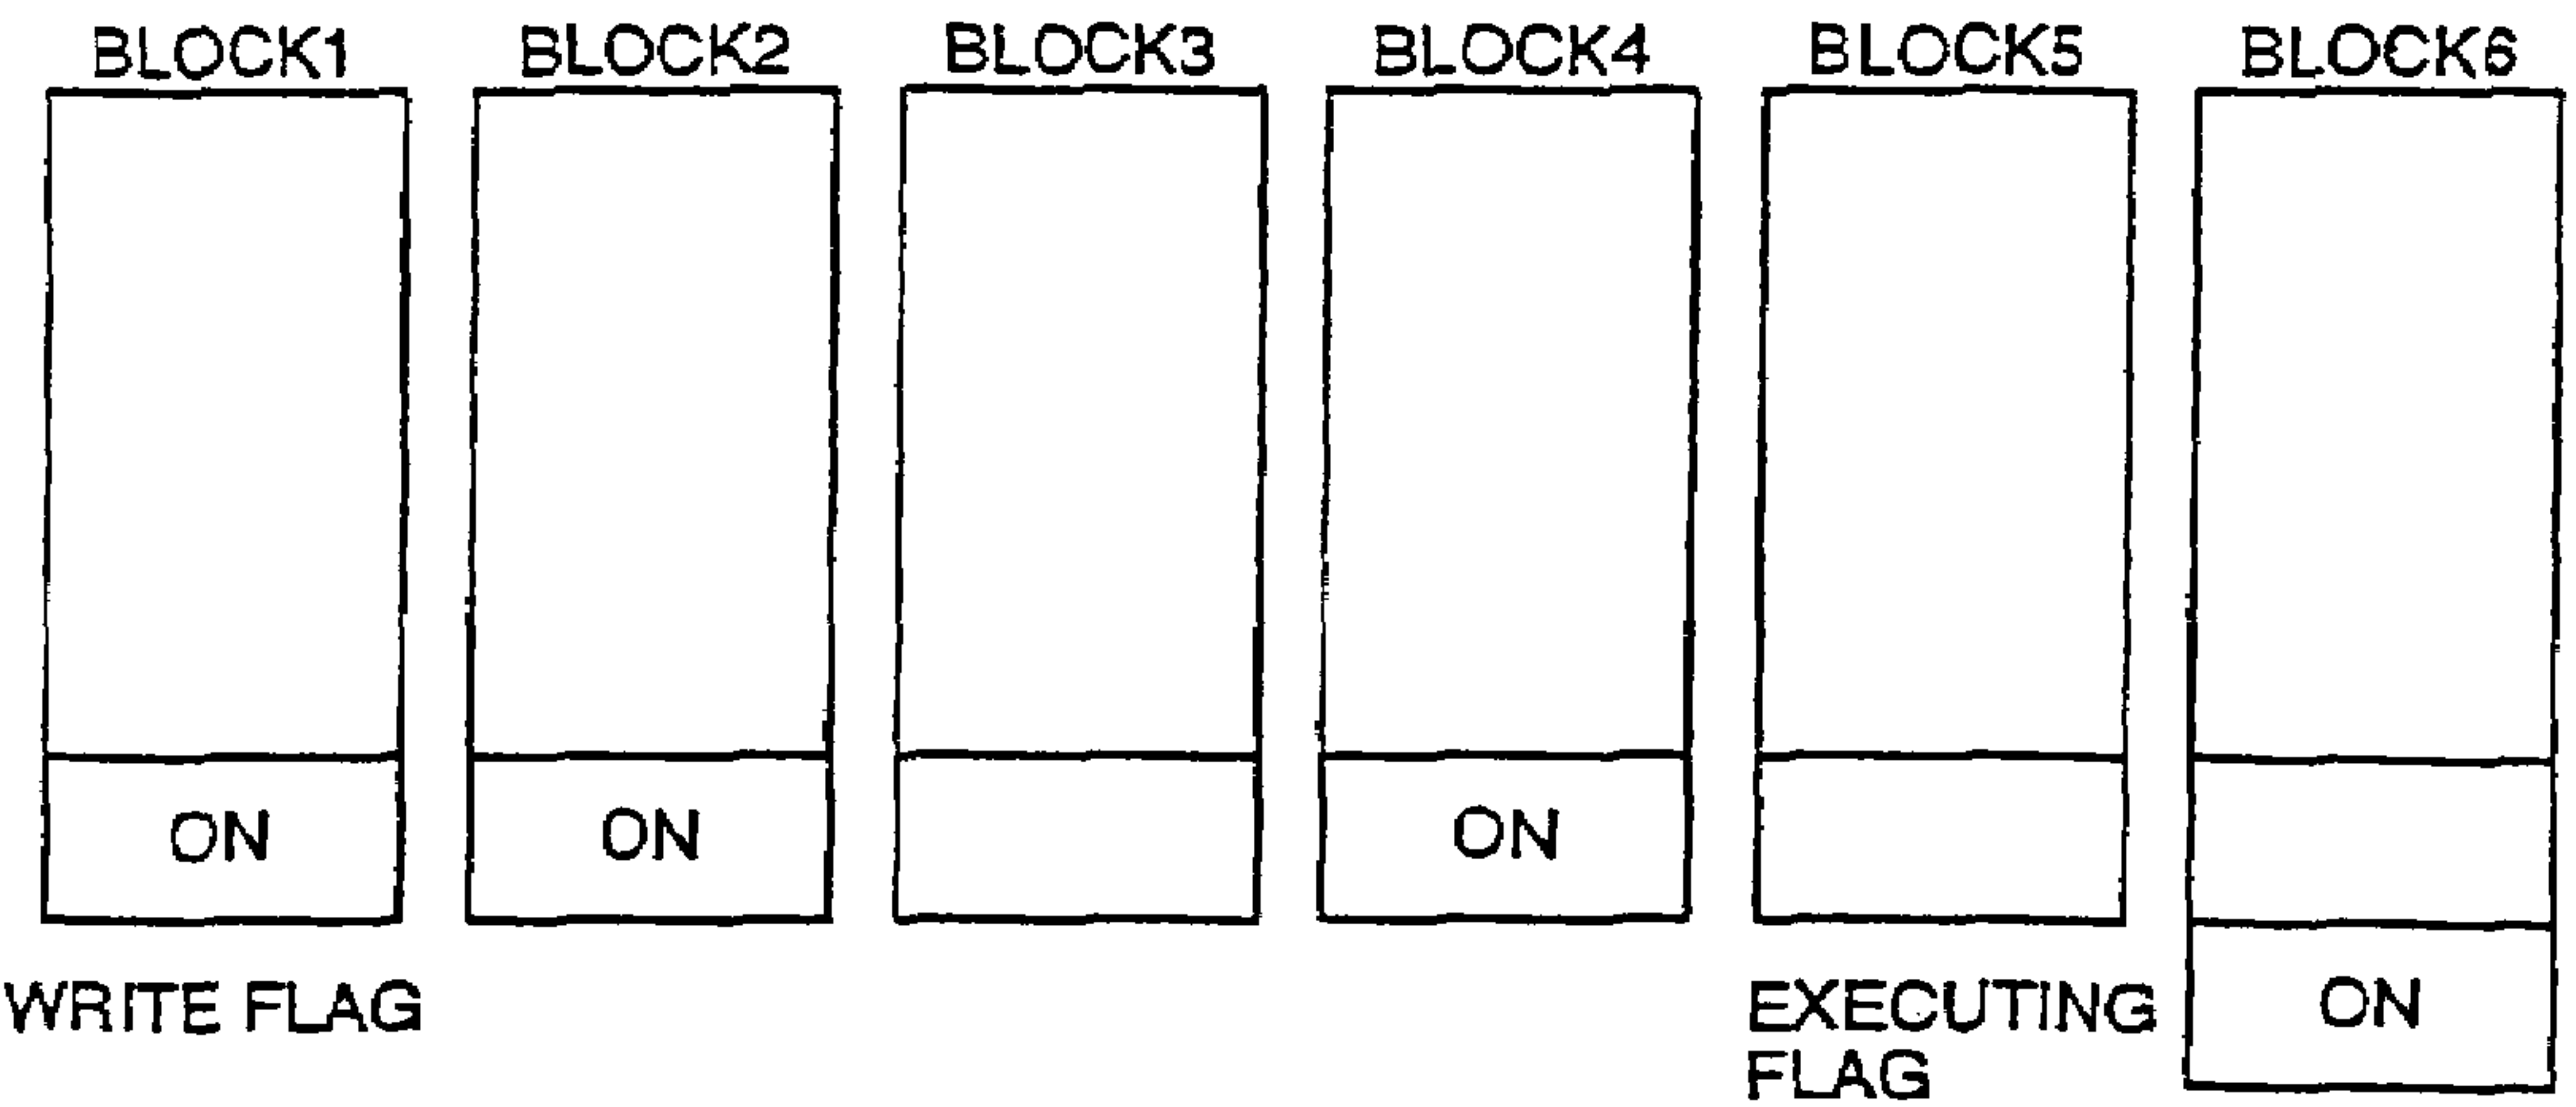 BLOCK1 BLOCK2 BLOCK3 BLOCK4 BLOCK5 BLOCK6
ON ON ON
WRITE FLAG
EXECUTING
FLAG
ON